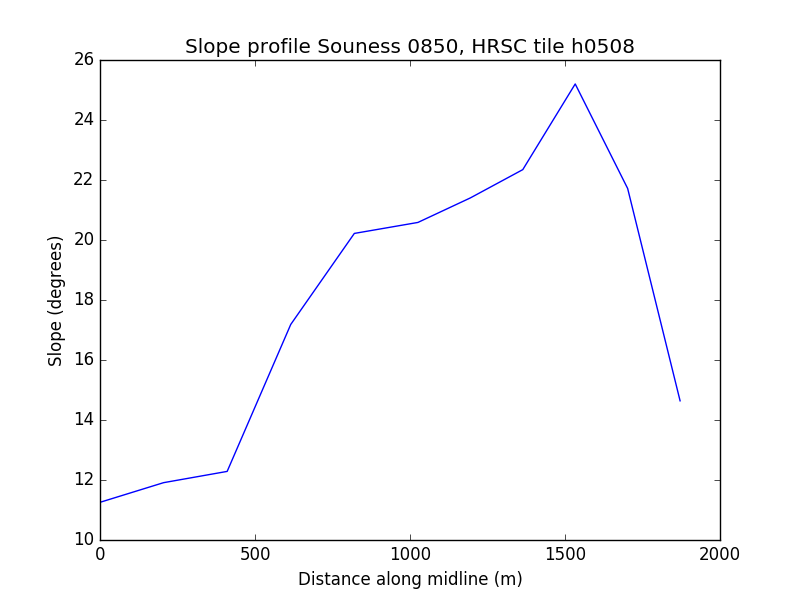 Slope profile Souness 0850, HRSC tile h0508
26
24
22
20
18
16
14
12
10
Slope (degrees)
0 500 1000 1500 2000
Distance along midline (m)